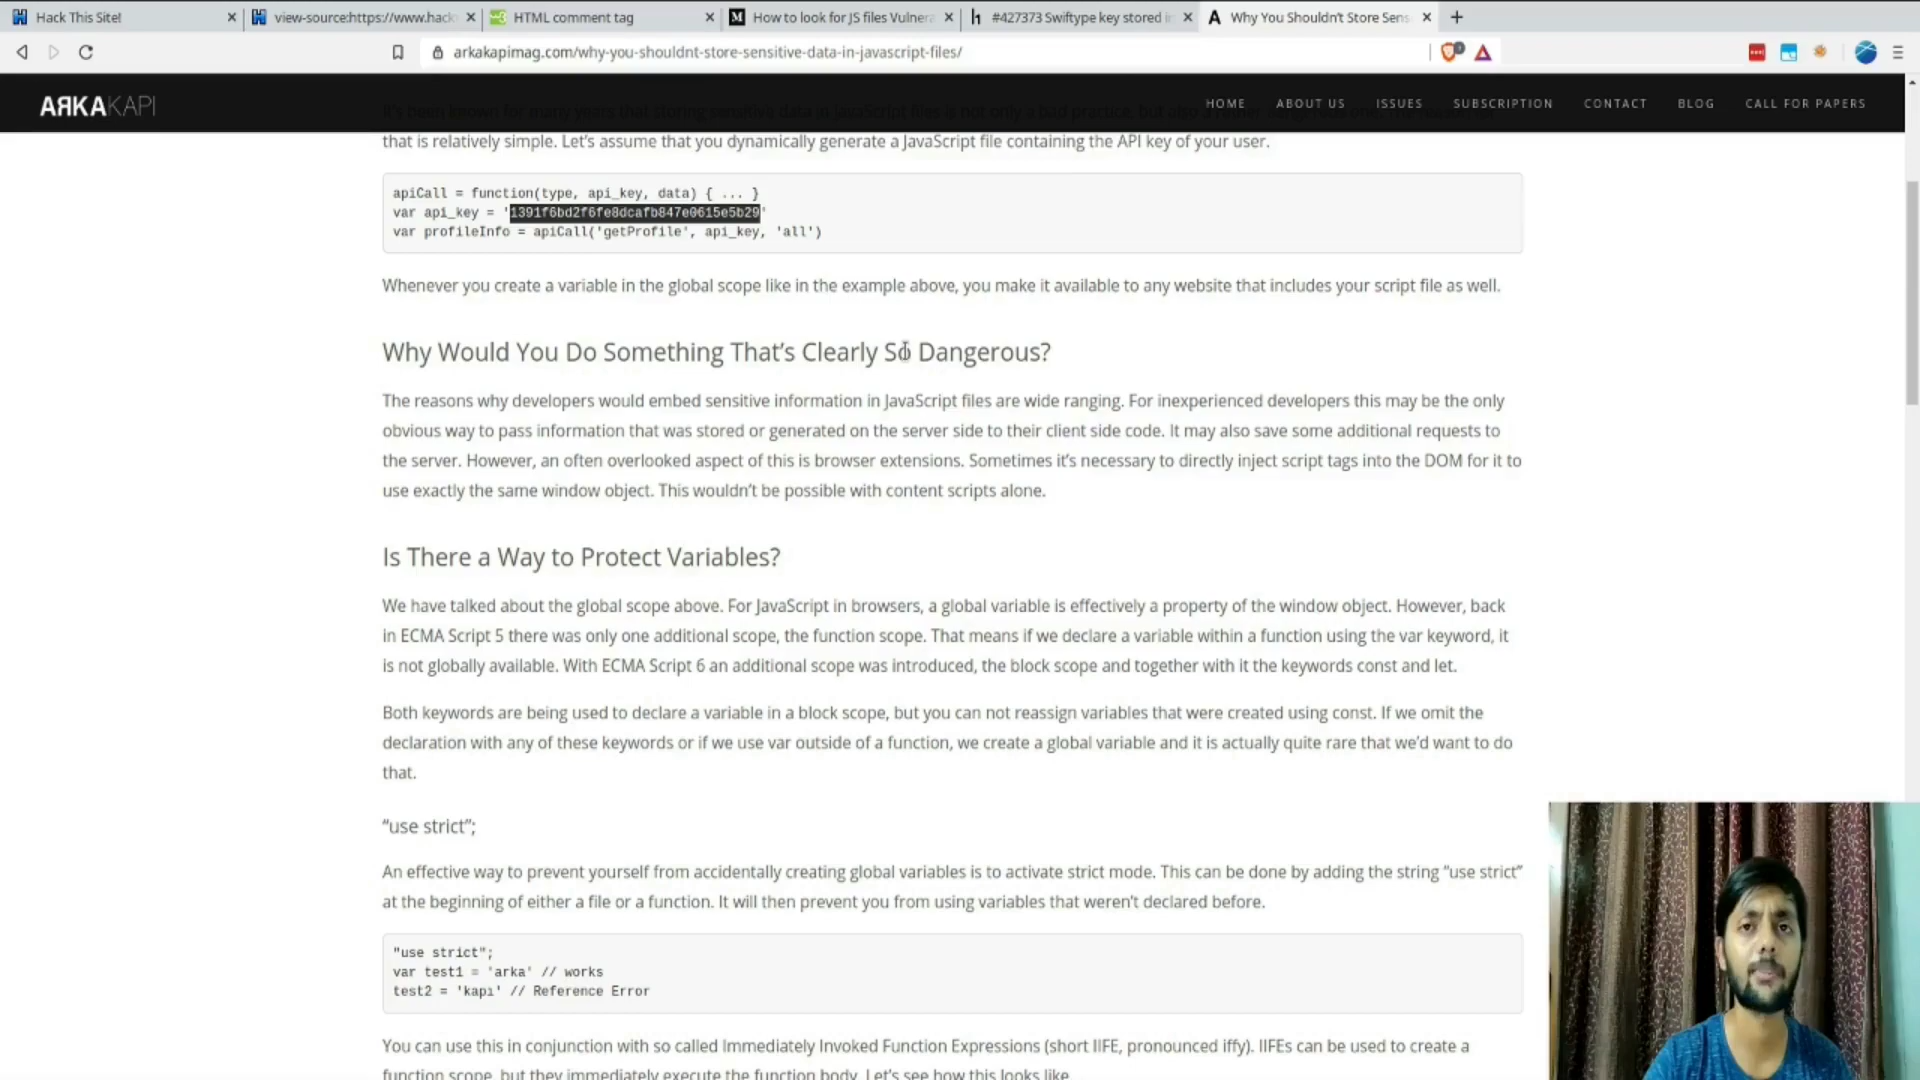 Hack This Site!
view-source:https://www.hack
HTML comment tag
How to look for JS files Vulnera
#427373 Swiftype key stored i
Why You Shouldn't Store Sens
arkakapimag.com/why-you-shouldnt-store-sensitive-data-in-javascript-files/
ARKAKAPI
HOME ABOUT US ISSUES SUBSCRIPTION CONTACT BLOG CALL FOR PAPERS
It's been known for many years that storing sensitive data in JavaScript files is not only a bad practice, but also a rather dangerous one. The reason for
that is relatively simple. Let's assume that you dynamically generate a JavaScript file containing the API key of your user.
apiCall = function(type, api_key, data) { ... }
var api_key = '1391f6bd2f6fe8dcafb847e0615e5b29'
var profileInfo = apiCall('getProfile', api_key, 'all')
Whenever you create a variable in the global scope like in the example above, you make it available to any website that includes your script file as well.
Why Would You Do Something That's Clearly So Dangerous?
The reasons why developers would embed sensitive information in JavaScript files are wide ranging. For inexperienced developers this may be the only
obvious way to pass information that was stored or generated on the server side to their client side code. It may also save some additional requests to
the server. However, an often overlooked aspect of this is browser extensions. Sometimes it's necessary to directly inject script tags into the DOM for it to
use exactly the same window object. This wouldn't be possible with content scripts alone.
Is There a Way to Protect Variables?
We have talked about the global scope above. For JavaScript in browsers, a global variable is effectively a property of the window object. However, back
in ECMA Script 5 there was only one additional scope, the function scope. That means if we declare a variable within a function using the var keyword, it
is not globally available. With ECMA Script 6 an additional scope was introduced, the block scope and together with it the keywords const and let.
Both keywords are being used to declare a variable in a block scope, but you can not reassign variables that were created using const. If we omit the
declaration with any of these keywords or if we use var outside of a function, we create a global variable and it is actually quite rare that we'd want to do
that.
“use strict”;
An effective way to prevent yourself from accidentally creating global variables is to activate strict mode. This can be done by adding the string “use strict”
at the beginning of either a file or a function. It will then prevent you from using variables that weren't declared before.
"use strict";
var test1 = 'arka' // works
test2 = 'kapi' // Reference Error
You can use this in conjunction with so called Immediately Invoked Function Expressions (short IIFE, pronounced iffy). IIFEs can be used to create a
function scope, but they immediately execute the function body. Let's see how this looks like.